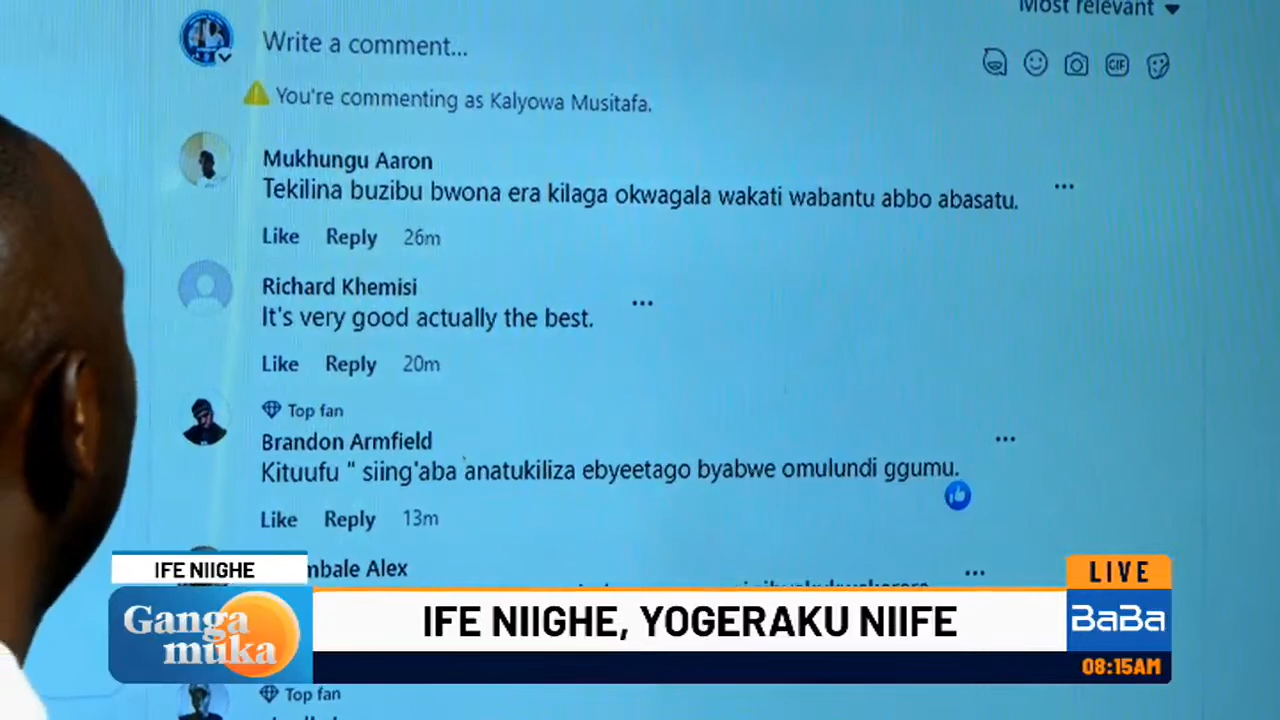 Most relevant
Write a comment...
GIF
You're commenting as Kalyowa Musitafa.
Mukhungu Aaron
Tekilina buzibu bwona era kilaga okwagala wakati wabantu abbo abasatu.
Like Reply 26m
Richard Khemisi
It's very good actually the best.
Like Reply 20m
Top fan
Brandon Armfield
Kituufu " siing'aba anatukiliza ebyeetago byabwe omulundi ggumu.
Like Reply 13m
Alex
IFE NIIGHE
LIVE
Ganga
muka
IFE NIIGHE, YOGERAKU NIIFE
BaBa
08:15AM
Top fan